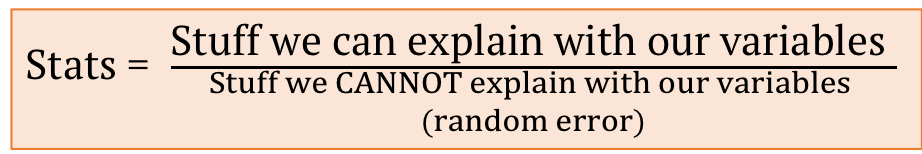 Stats = Stuff we can explain with our variables
Stuff we CANNOT explain with our variables
(random error)